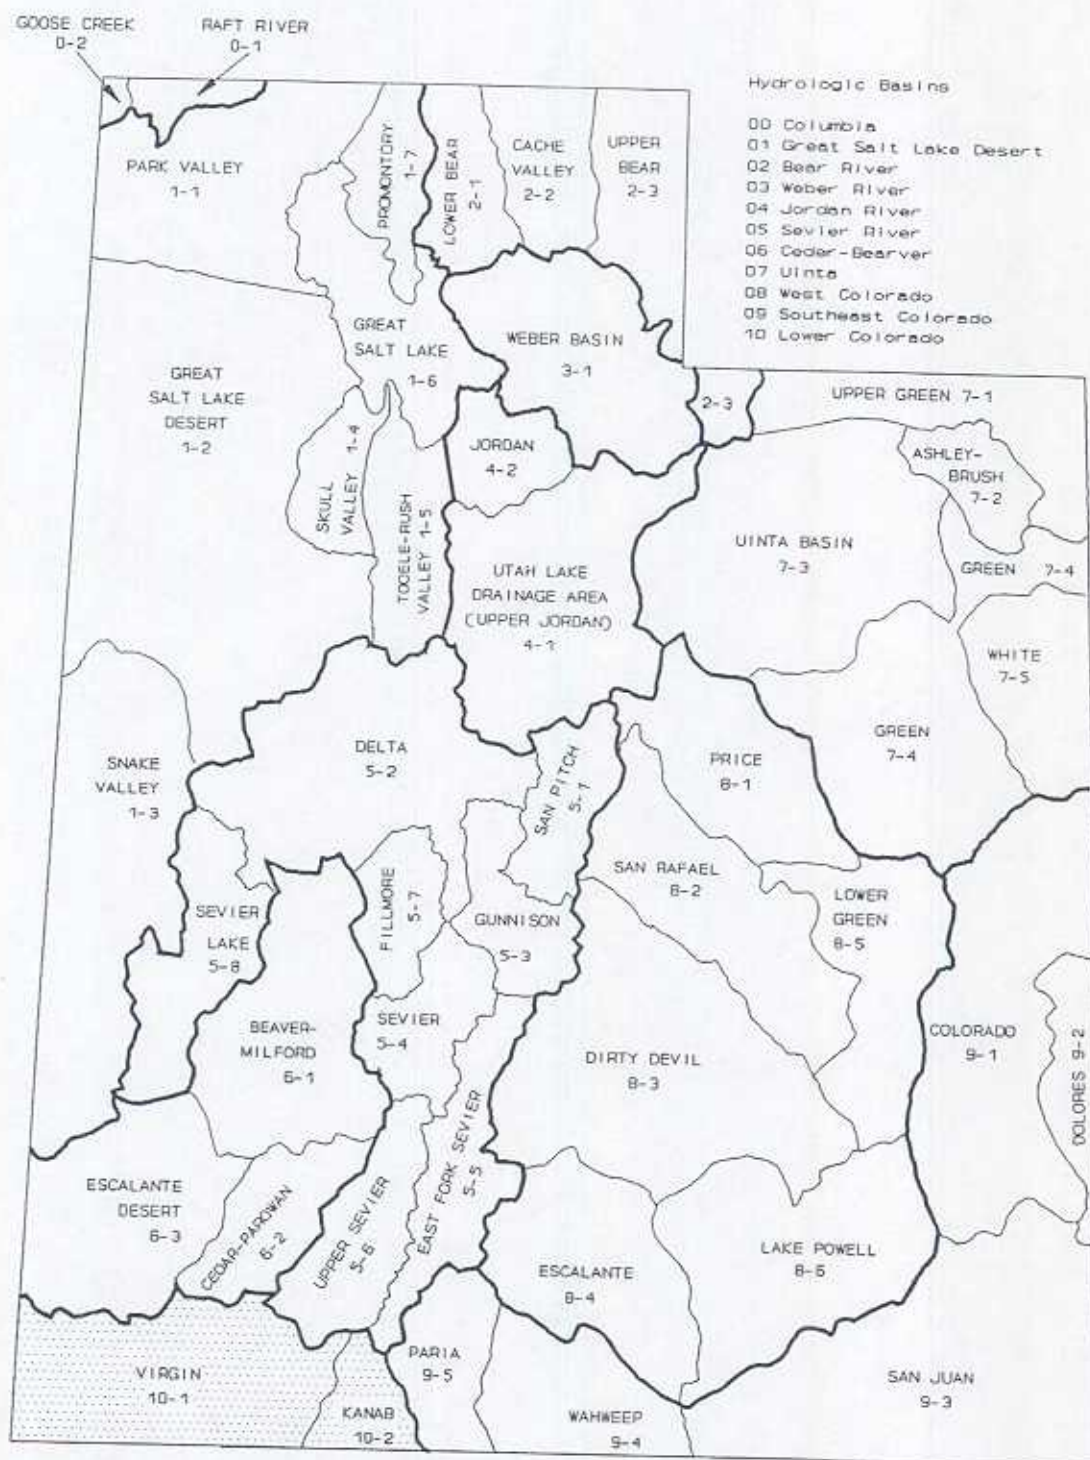 GOOSE CREEK
0-2
RAFT RIVER
0-1
Hydrologic Basins
00 Columbia
01 Great Salt Lake Desert
02 Bear River
03 Weber River
04 Jordan River
05 Sevier River
06 Ceder-Bearver
07 Uinta
08 West Colorado
09 Southeast Colorado
10 Lower Colorado
PARK VALLEY
1-1
PROMONTORY
1-7
LOWER BEAR
2-1
CACHE
VALLEY
2-2
UPPER
BEAR
2-3
GREAT
SALT LAKE
1-6
WEBER BASIN
3-1
GREAT
SALT LAKE
DESERT
1-2
2-3
UPPER GREEN 7-1
SKULL
VALLEY 1-4
TOOELE-RUSH
VALLEY 1-5
JORDAN
4-2
ASHLEY-
BRUSH
7-2
UTAH LAKE
DRAINAGE AREA
(UPPER JORDAN)
4-1
UINTA BASIN
7-3
GREEN 7-4
WHITE
7-5
SNAKE
VALLEY
1-3
DELTA
5-2
SAN PITCH
5-1
PRICE
8-1
GREEN
7-4
SEVIER
LAKE
5-8
FILLMORE
5-7
GUNNISON
5-3
SAN RAFAEL
8-2
LOWER
GREEN
8-5
BEAVER-
MILFORD
6-1
SEVIER
5-4
DIRTY DEVIL
8-3
COLORADO
9-1
DOLORES 9-2
ESCALANTE
DESERT
6-3
CEDAR-PAROWAN
6-2
UPPER SEVIER
5-6
EAST FORK SEVIER
5-5
ESCALANTE
8-4
LAKE POWELL
8-6
VIRGIN
10-1
KANAB
10-2
PARIA
9-5
WAHWEEP
9-4
SAN JUAN
9-3